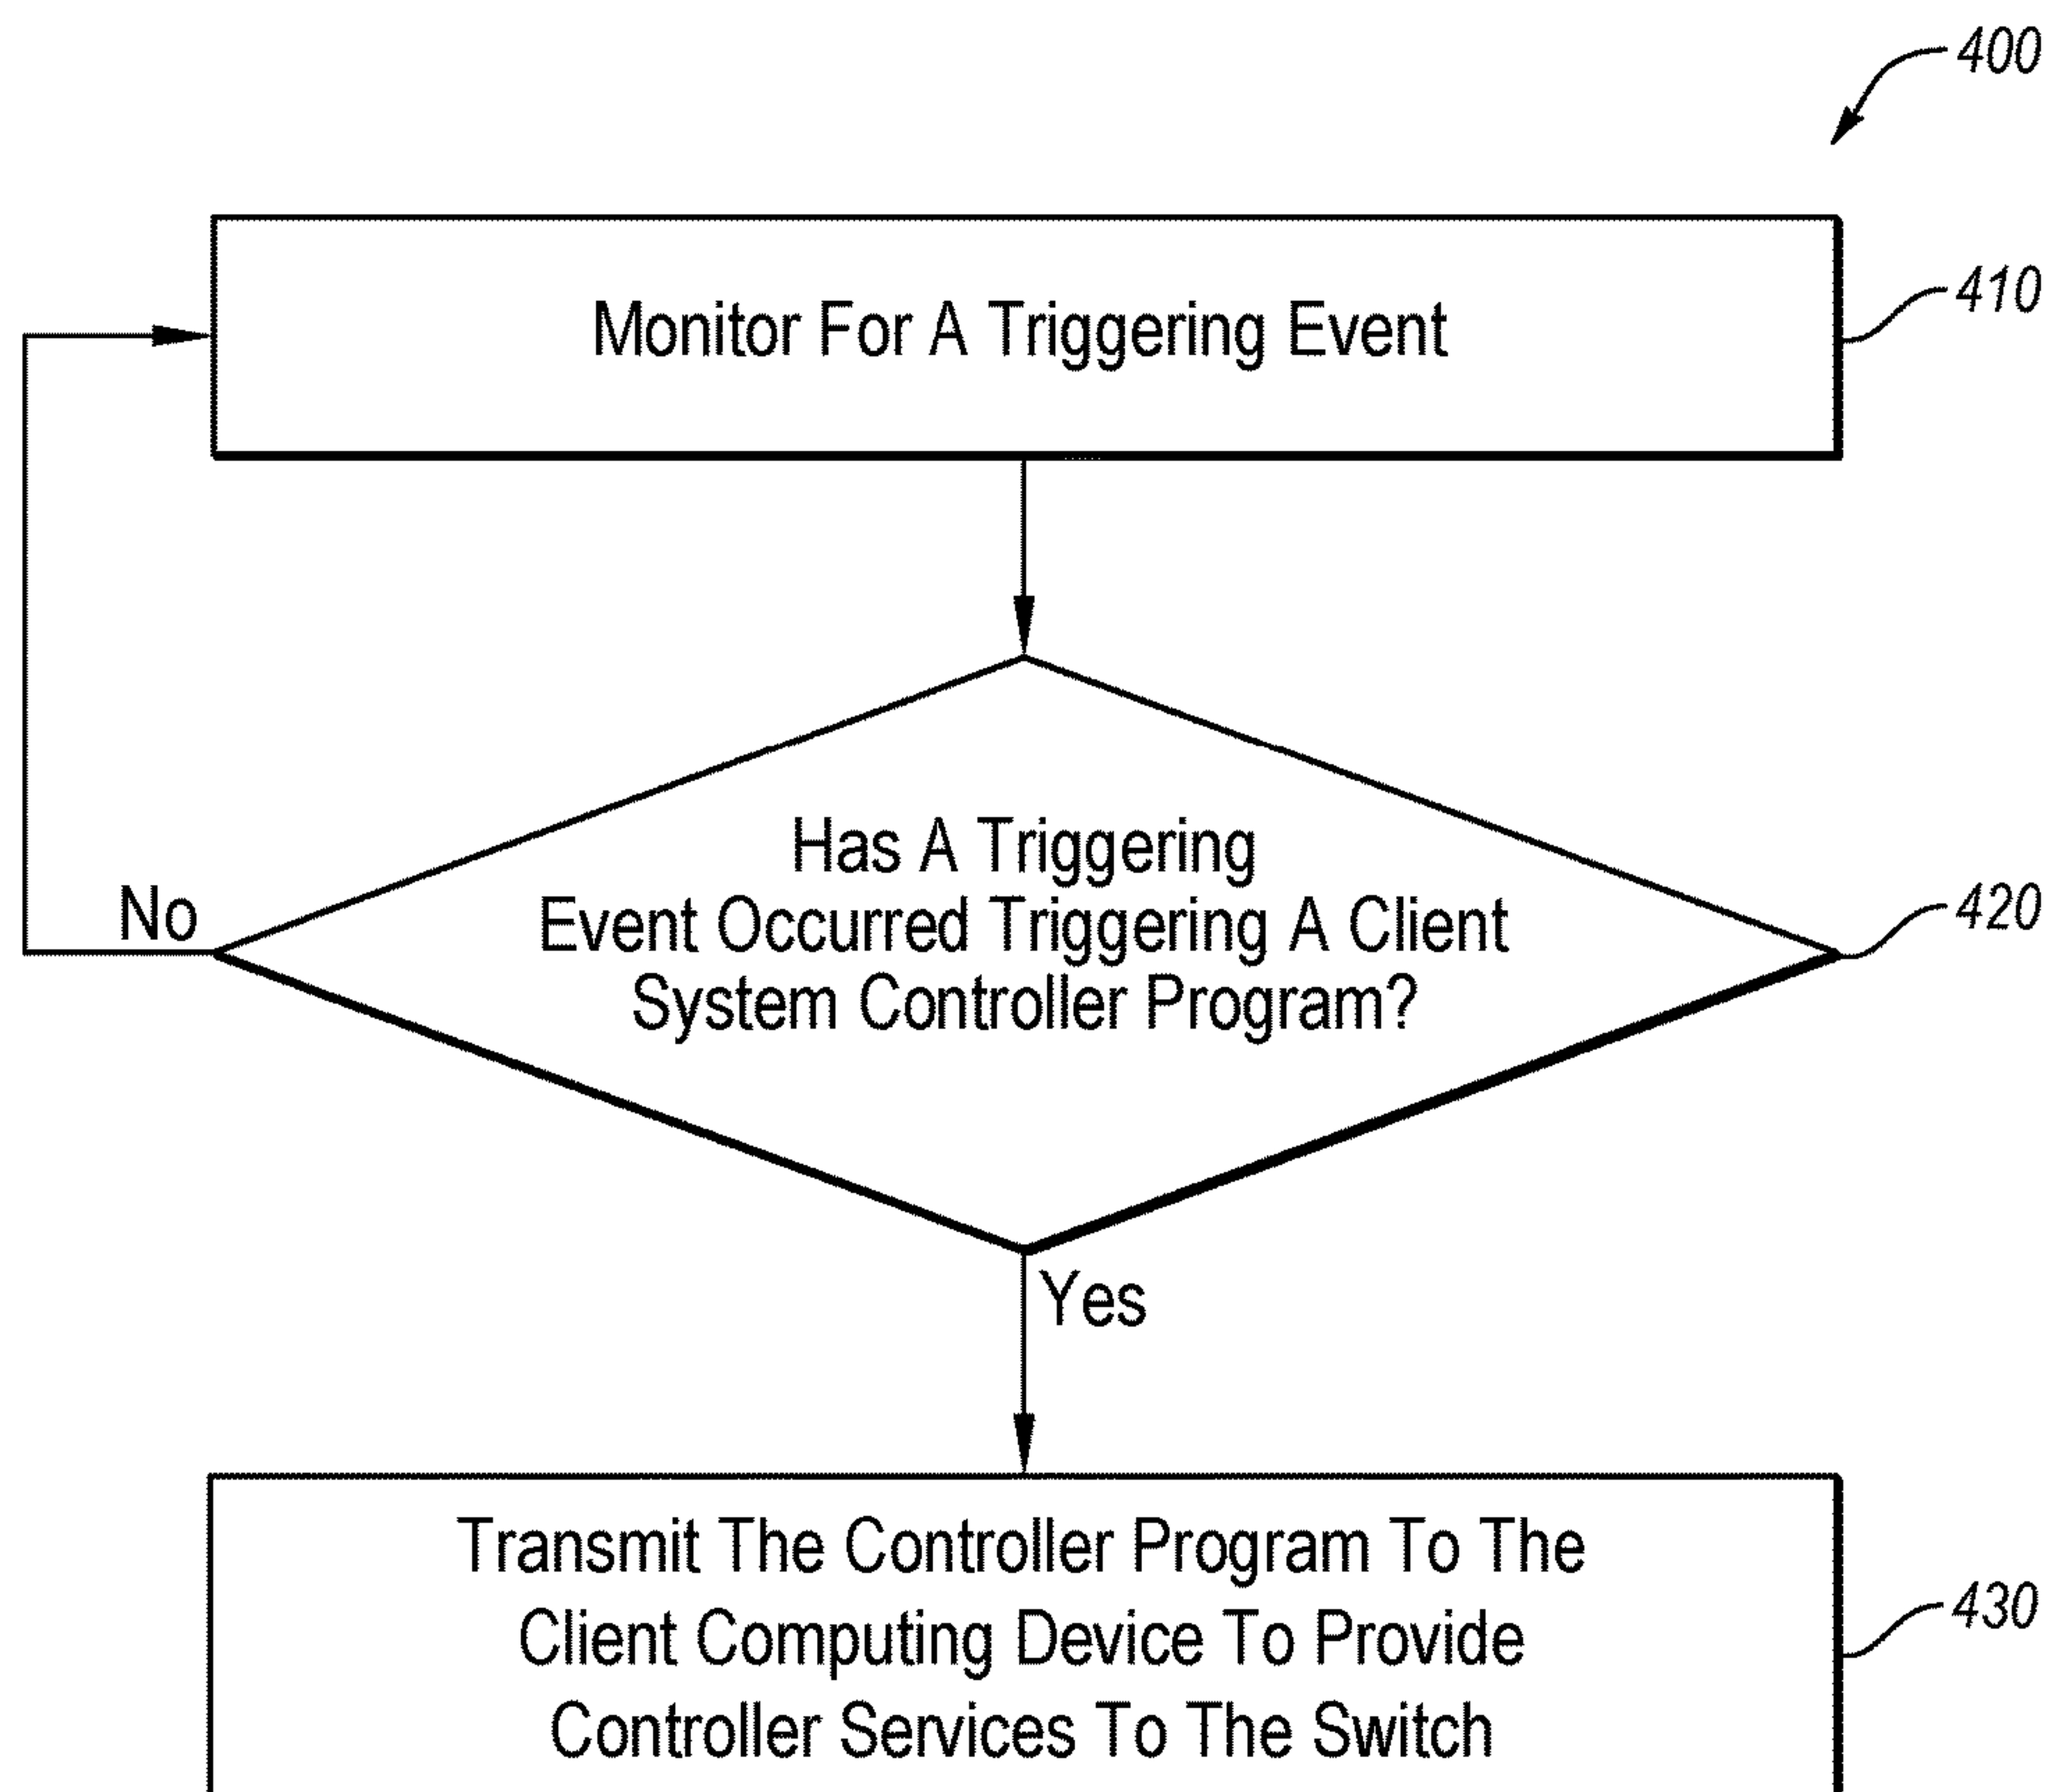 400
Monitor For A Triggering Event
410
Has A Triggering
Event Occurred Triggering A Client
System Controller Program?
420
No
Yes
Transmit The Controller Program To The
Client Computing Device To Provide
Controller Services To The Switch
430